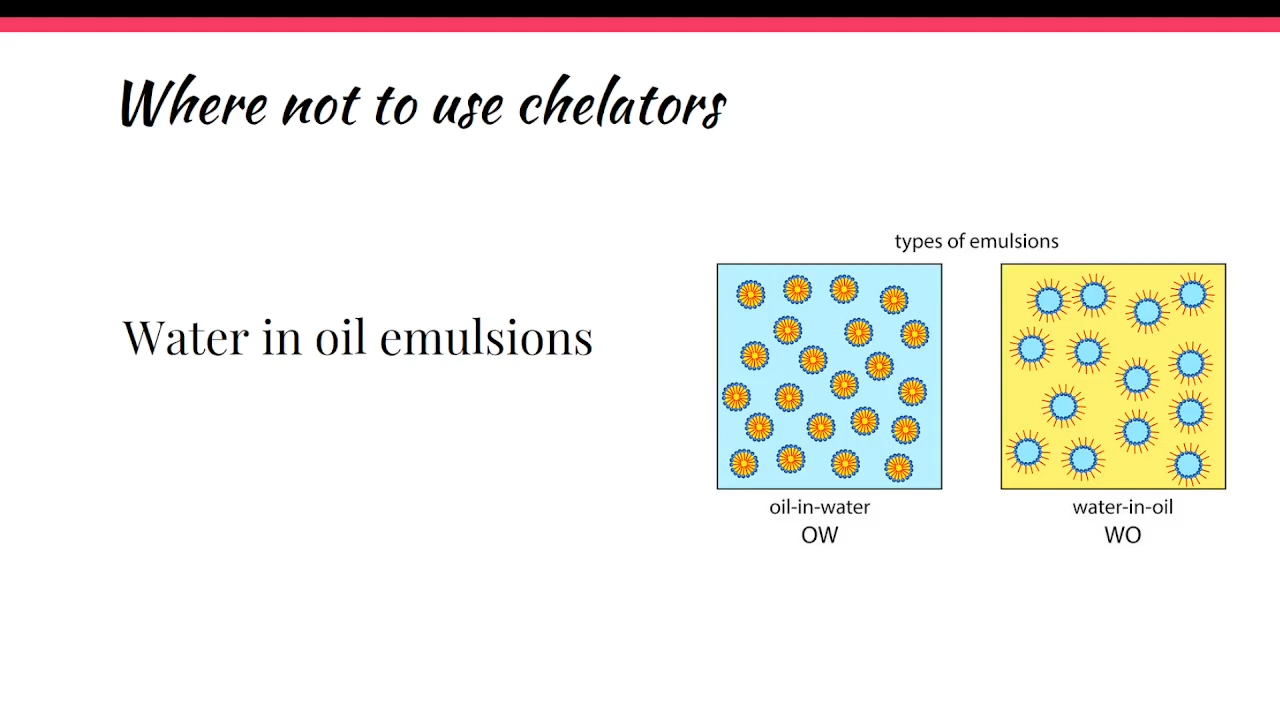 Where not to use chelators
Water in oil emulsions
types of emulsions
oil-in-water
OW
water-in-oil
WO